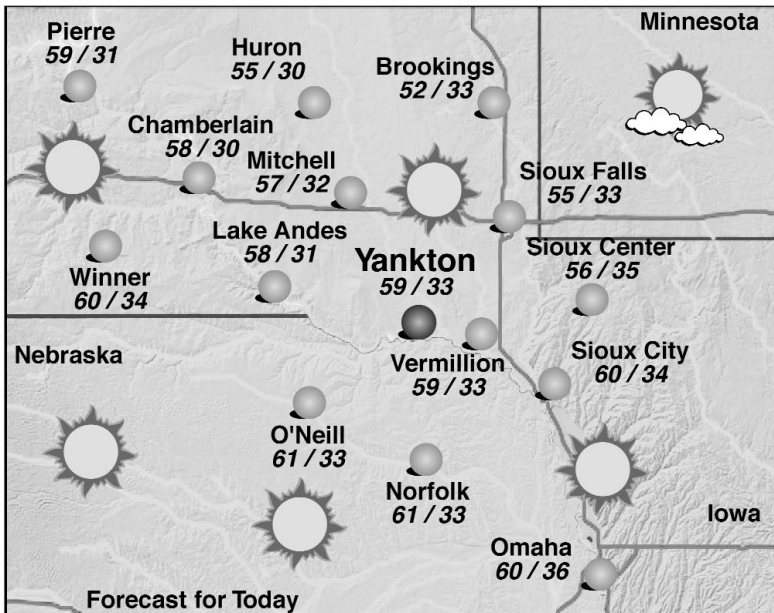 Pierre
59 / 31
Huron
55 / 30
Brookings
52 / 33
Minnesota
Chamberlain
58 / 30
Mitchell
57 / 32
Sioux Falls
55 / 33
Lake Andes
58 / 31
Winner
60 / 34
Yankton
59 / 33
Sioux Center
56 / 35
Nebraska
Vermillion
59 / 33
Sioux City
60 / 34
O'Neill
61 / 33
Norfolk
61 / 33
Iowa
Omaha
60 / 36
Forecast for Today